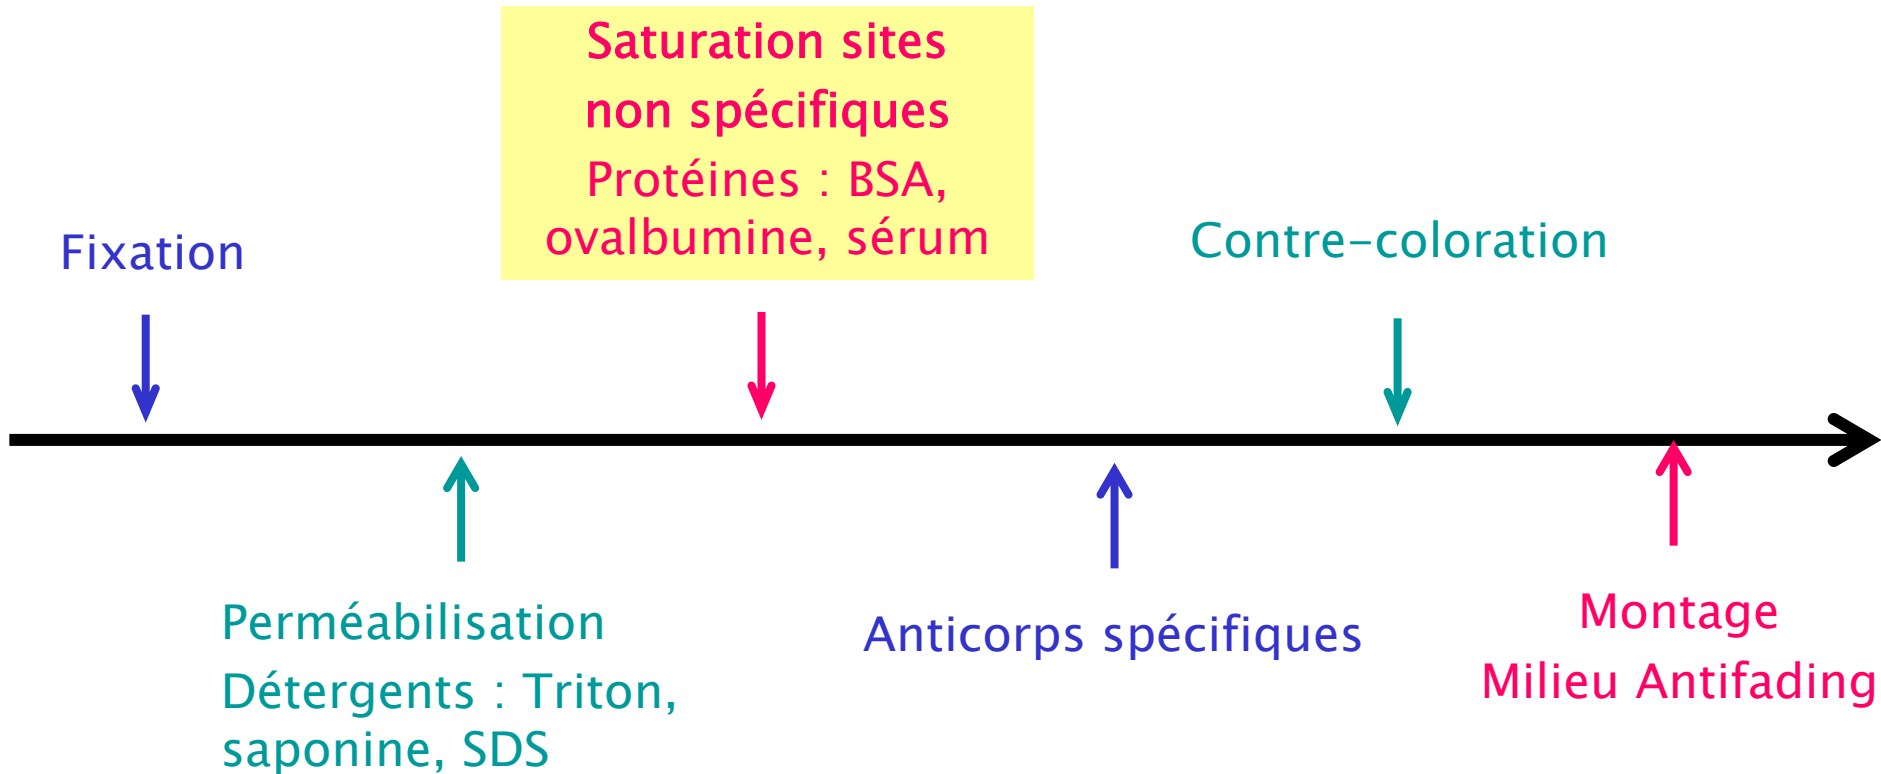 Saturation sites
non spécifiques
Protéines : BSA,
ovalbumine, sérum
Fixation
Contre-coloration
Perméabilisation
Détergents : Triton,
saponine, SDS
Anticorps spécifiques
Montage
Milieu Antifading